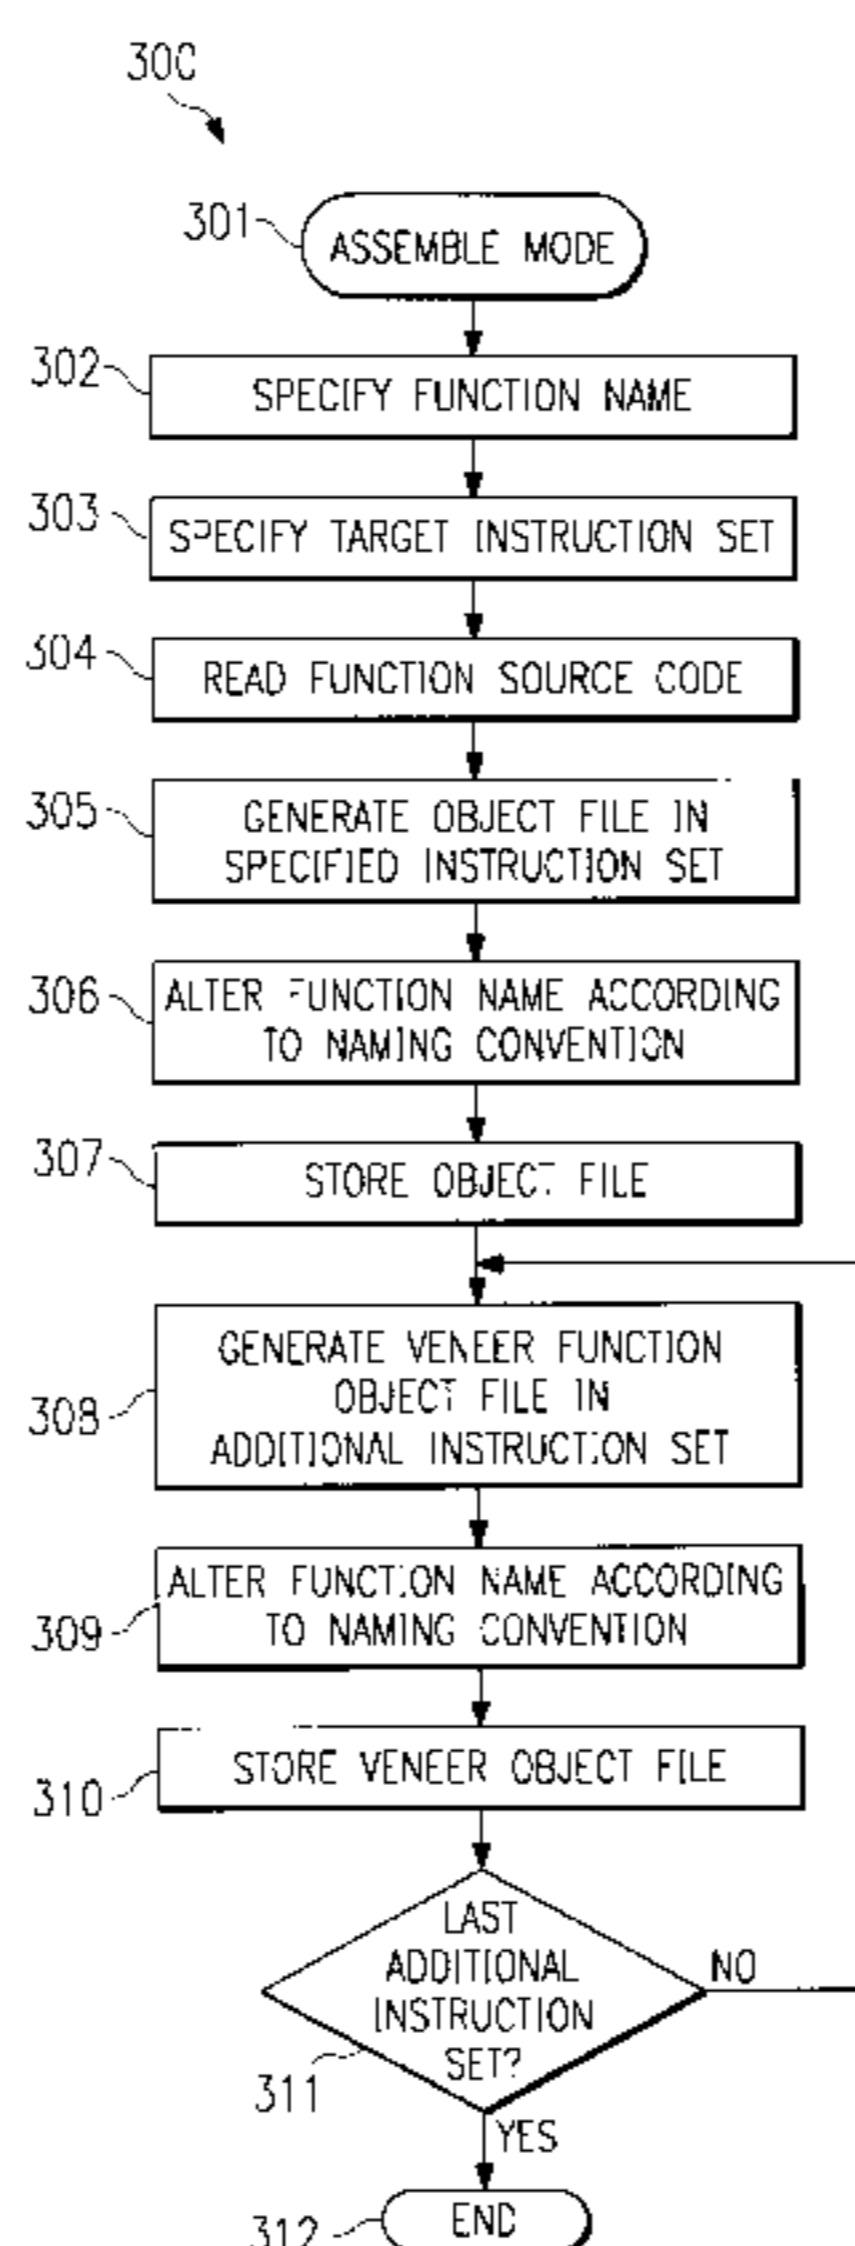 300
301
ASSEMBLE MODE
302
SPECIFY FUNCTION NAME
303
SPECIFY TARGET INSTRUCTION SET
304
READ FUNCTION SOURCE CODE
305
GENERATE OBJECT FILE IN
SPECIFIED INSTRUCTION SET
306
ALTER FUNCTION NAME ACCORDING
TO NAMING CONVENTION
307
STORE OBJECT FILE
308
GENERATE VENEER FUNCTION
OBJECT FILE IN
ADDITIONAL INSTRUCTION SET
309
ALTER FUNCTION NAME ACCORDING
TO NAMING CONVENTION
310
STORE VENEER OBJECT FILE
311
LAST
ADDITIONAL
INSTRUCTION
SET?
NO
YES
312
END